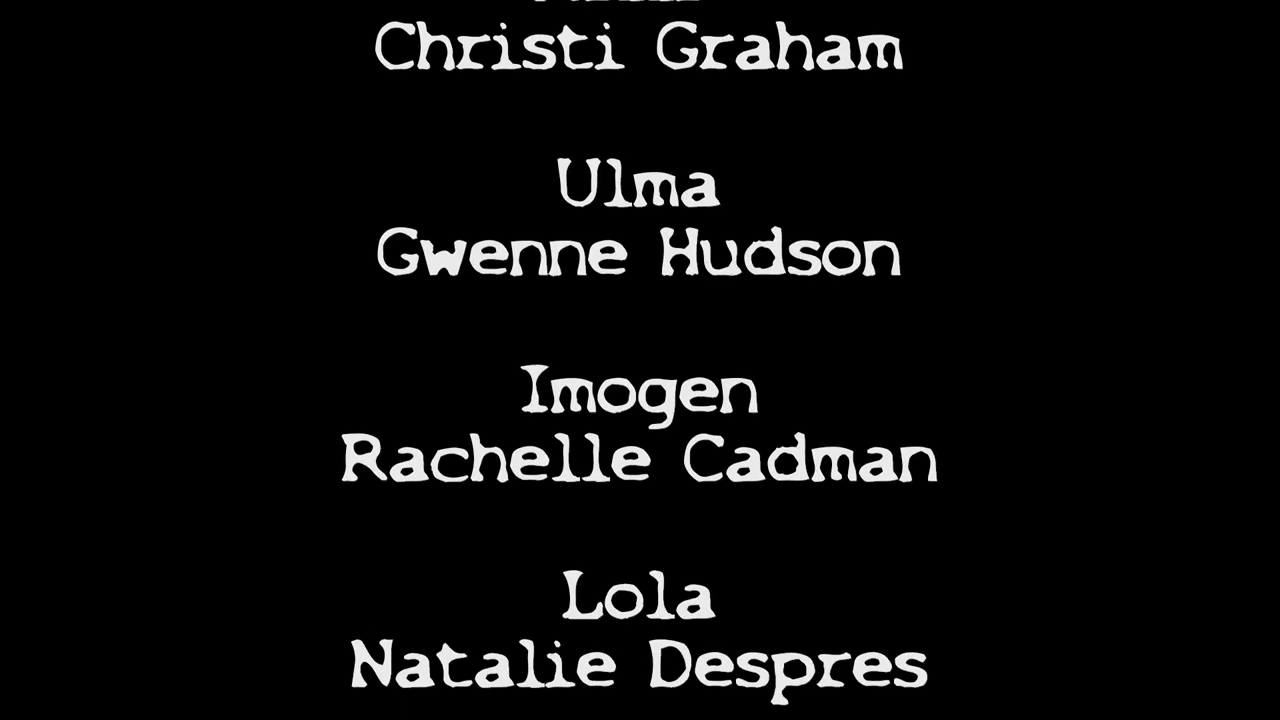 Christi Graham
Ulma
Gwenne Hudson
Imogen
Rachelle Cadman
Lola
Natalie Despres